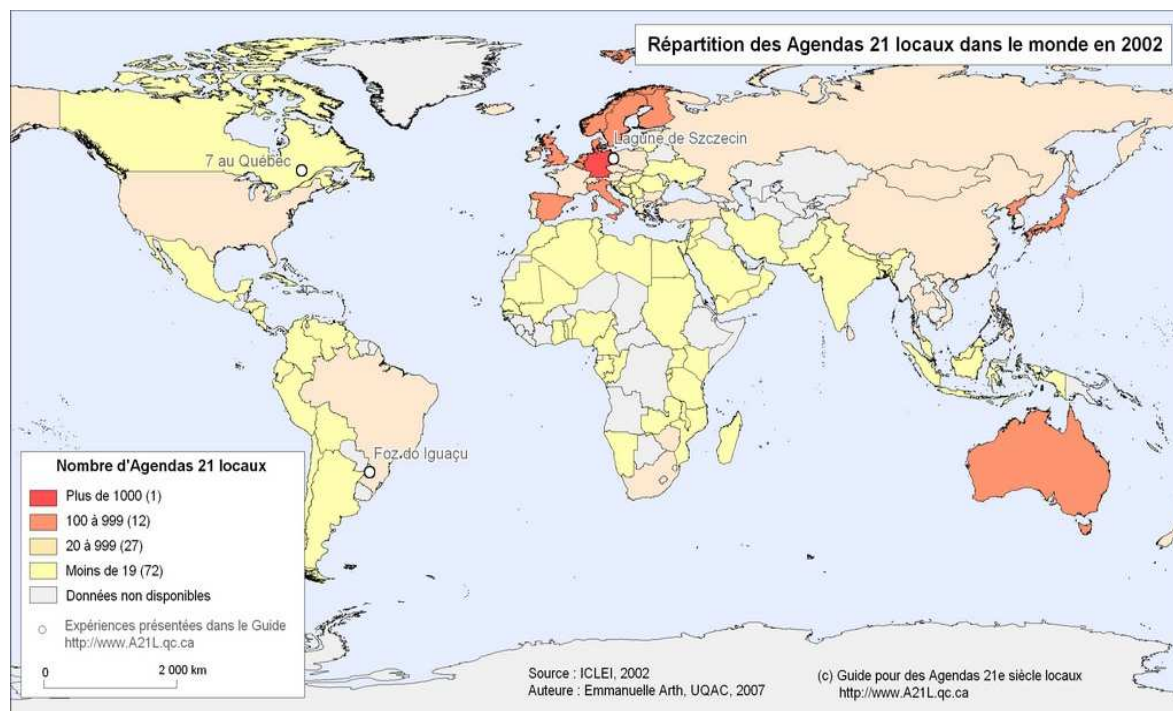 Répartition des Agendas 21 locaux dans le monde en 2002
Lagune de Szczecin
7 au Québec
Foz do Iguaçu
Nombre d'Agendas 21 locaux
Plus de 1000 (1)
100 à 999 (12)
20 à 999 (27)
Moins de 19 (72)
Données non disponibles
Expériences présentées dans le Guide
http://www.A21L.qc.ca
0 2 000 km
Source : ICLEI, 2002
Auteure : Emmanuelle Arth, UQAC, 2007
(c) Guide pour des Agendas 21e siècle locaux
http://www.A21L.qc.ca